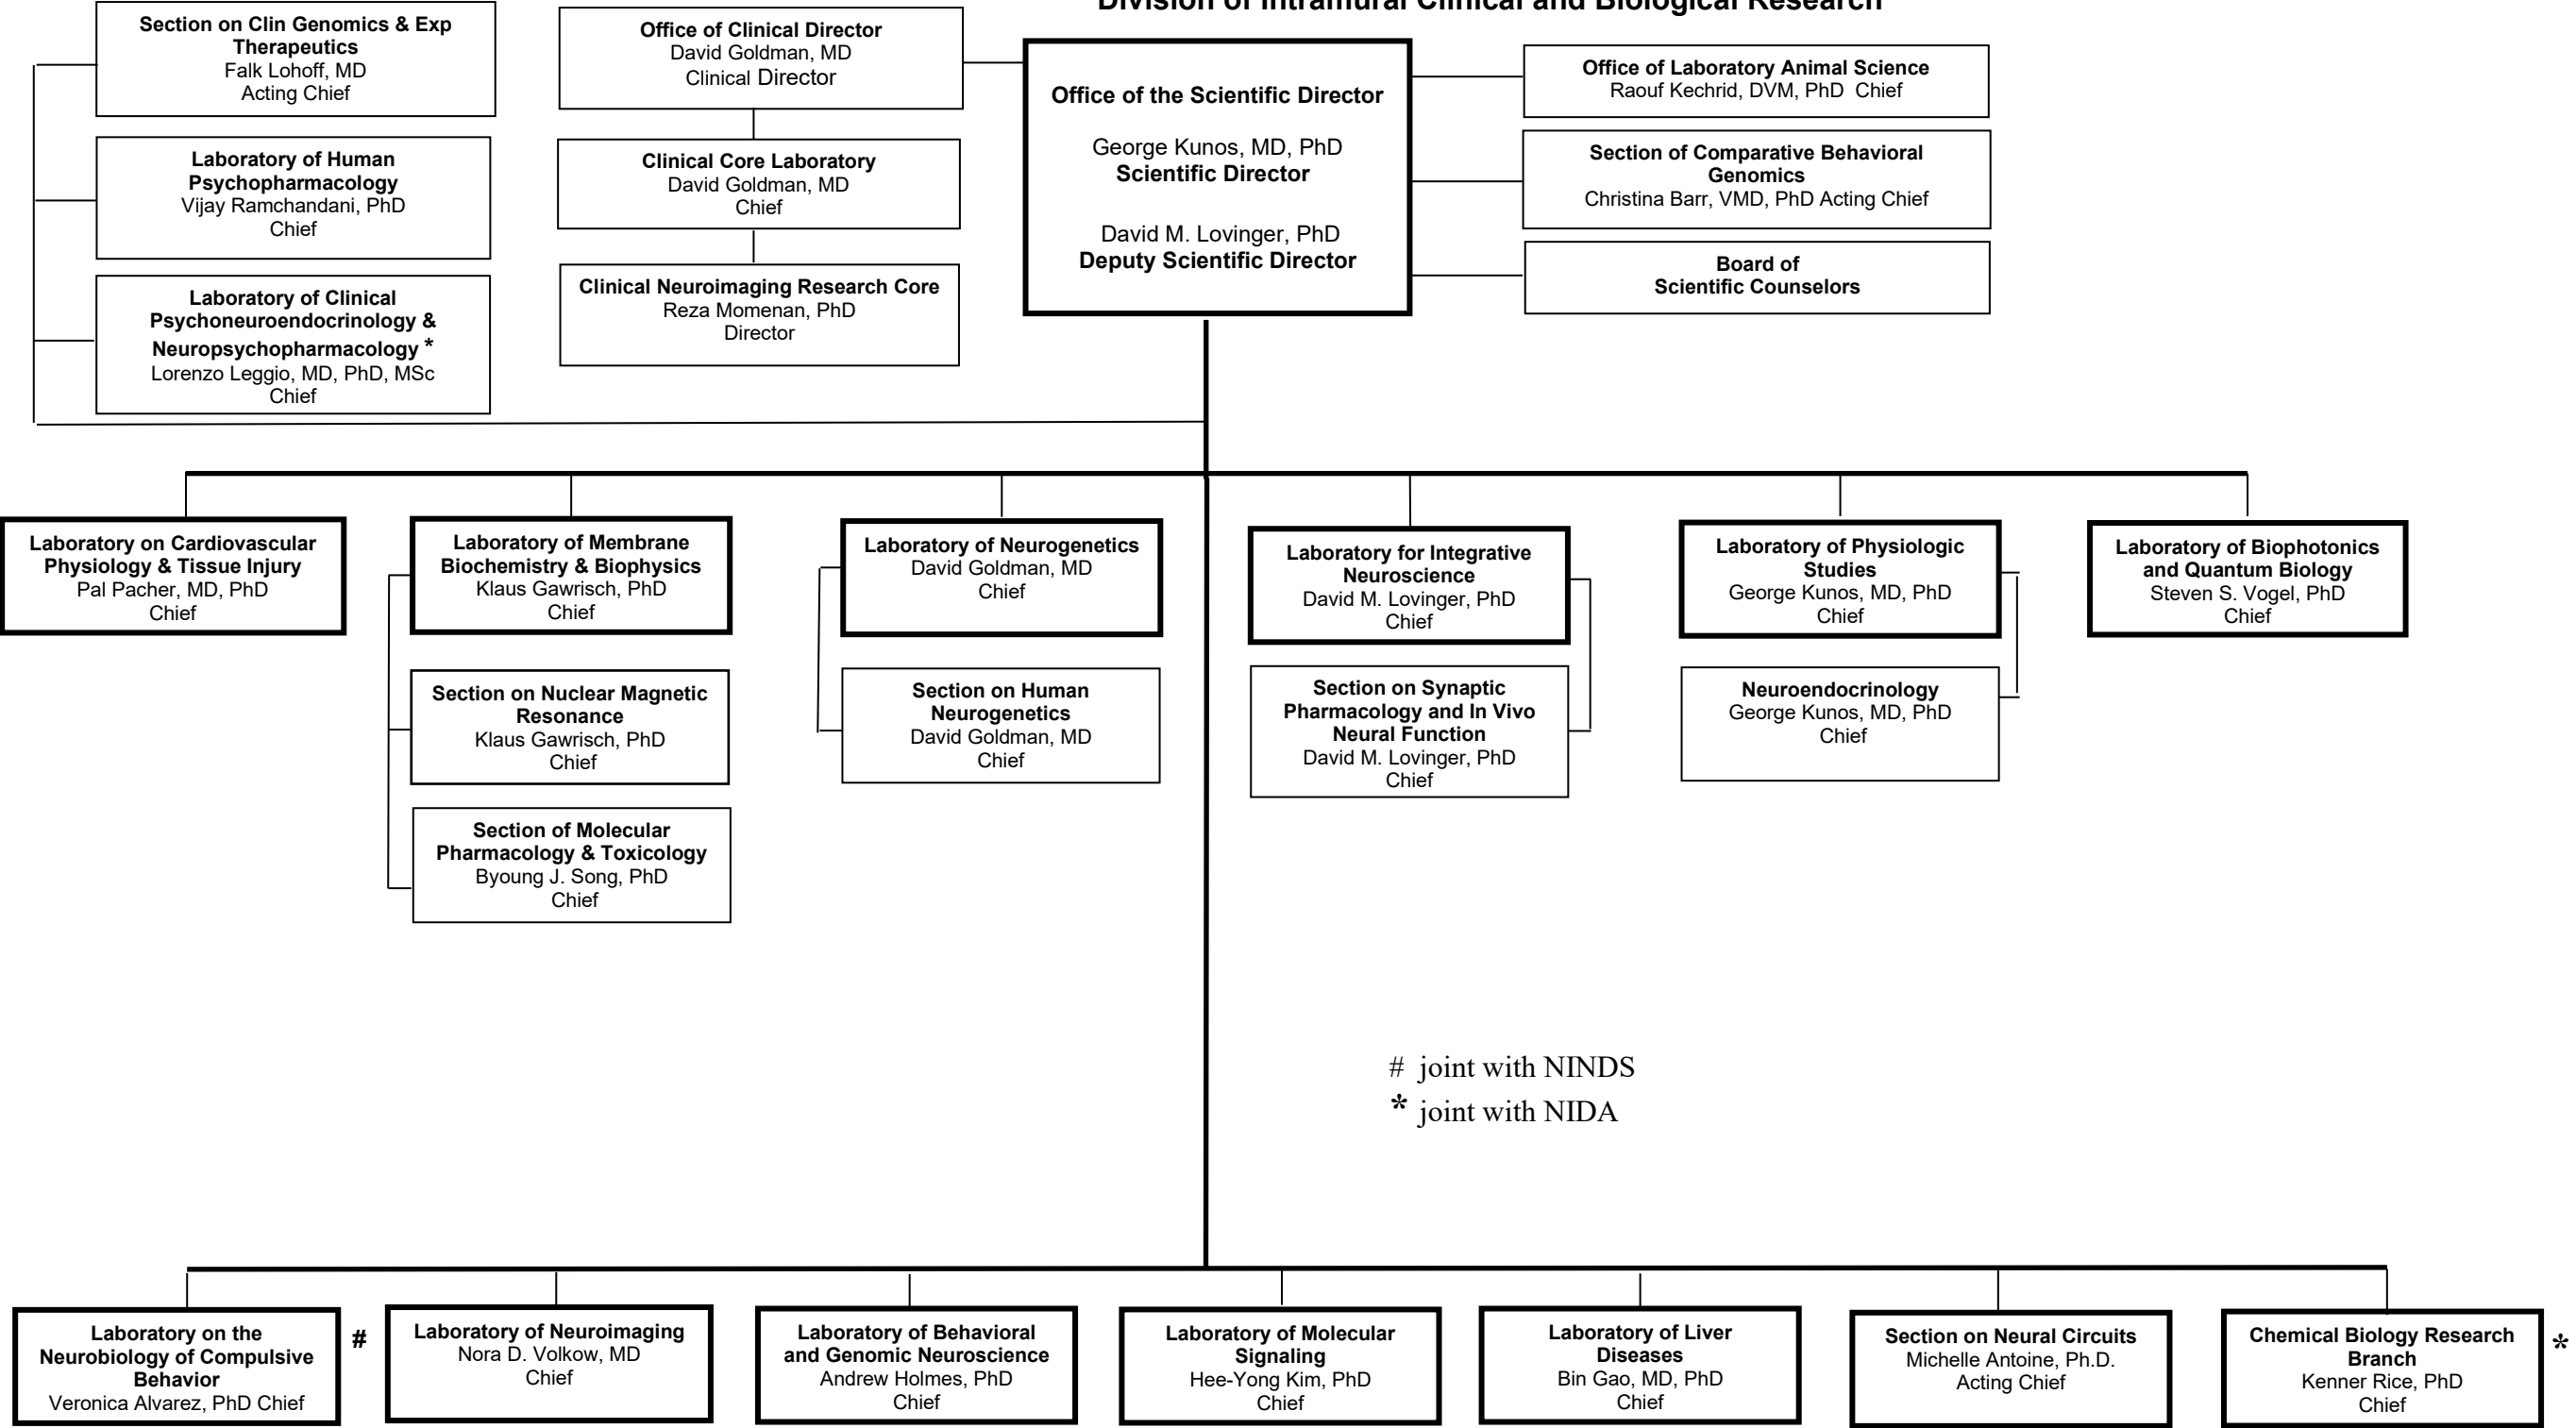 Division of Intramural Clinical and Biological Research
Section on Clin Genomics & Exp
Therapeutics
Falk Lohoff, MD
Acting Chief
Laboratory of Human
Psychopharmacology
Vijay Ramchandani, PhD
Chief
Laboratory of Clinical
Psychoneuroendocrinology &
Neuropsychopharmacology *
Lorenzo Leggio, MD, PhD, MSc
Chief
Office of Clinical Director
David Goldman, MD
Clinical Director
Clinical Core Laboratory
David Goldman, MD
Chief
Clinical Neuroimaging Research Core
Reza Momenan, PhD
Director
Office of the Scientific Director
George Kunos, MD, PhD
Scientific Director
David M. Lovinger, PhD
Deputy Scientific Director
Office of Laboratory Animal Science
Raouf Kechrid, DVM, PhD Chief
Section of Comparative Behavioral
Genomics
Christina Barr, VMD, PhD Acting Chief
Board of
Scientific Counselors
Laboratory on Cardiovascular
Physiology & Tissue Injury
Pal Pacher, MD, PhD
Chief
Laboratory of Membrane
Biochemistry & Biophysics
Klaus Gawrisch, PhD
Chief
Section on Nuclear Magnetic
Resonance
Klaus Gawrisch, PhD
Chief
Section of Molecular
Pharmacology & Toxicology
Byoung J. Song, PhD
Chief
Laboratory of Neurogenetics
David Goldman, MD
Chief
Section on Human
Neurogenetics
David Goldman, MD
Chief
Laboratory for Integrative
Neuroscience
David M. Lovinger, PhD
Chief
Section on Synaptic
Pharmacology and In Vivo
Neural Function
David M. Lovinger, PhD
Chief
Laboratory of Physiologic
Studies
George Kunos, MD, PhD
Chief
Neuroendocrinology
George Kunos, MD, PhD
Chief
Laboratory of Biophotonics
and Quantum Biology
Steven S. Vogel, PhD
Chief
# joint with NINDS
* joint with NIDA
Laboratory on the
Neurobiology of Compulsive
Behavior
Veronica Alvarez, PhD Chief
#
Laboratory of Neuroimaging
Nora D. Volkow, MD
Chief
Laboratory of Behavioral
and Genomic Neuroscience
Andrew Holmes, PhD
Chief
Laboratory of Molecular
Signaling
Hee-Yong Kim, PhD
Chief
Laboratory of Liver
Diseases
Bin Gao, MD, PhD
Chief
Section on Neural Circuits
Michelle Antoine, Ph.D.
Acting Chief
Chemical Biology Research
Branch
Kenner Rice, PhD
Chief
*